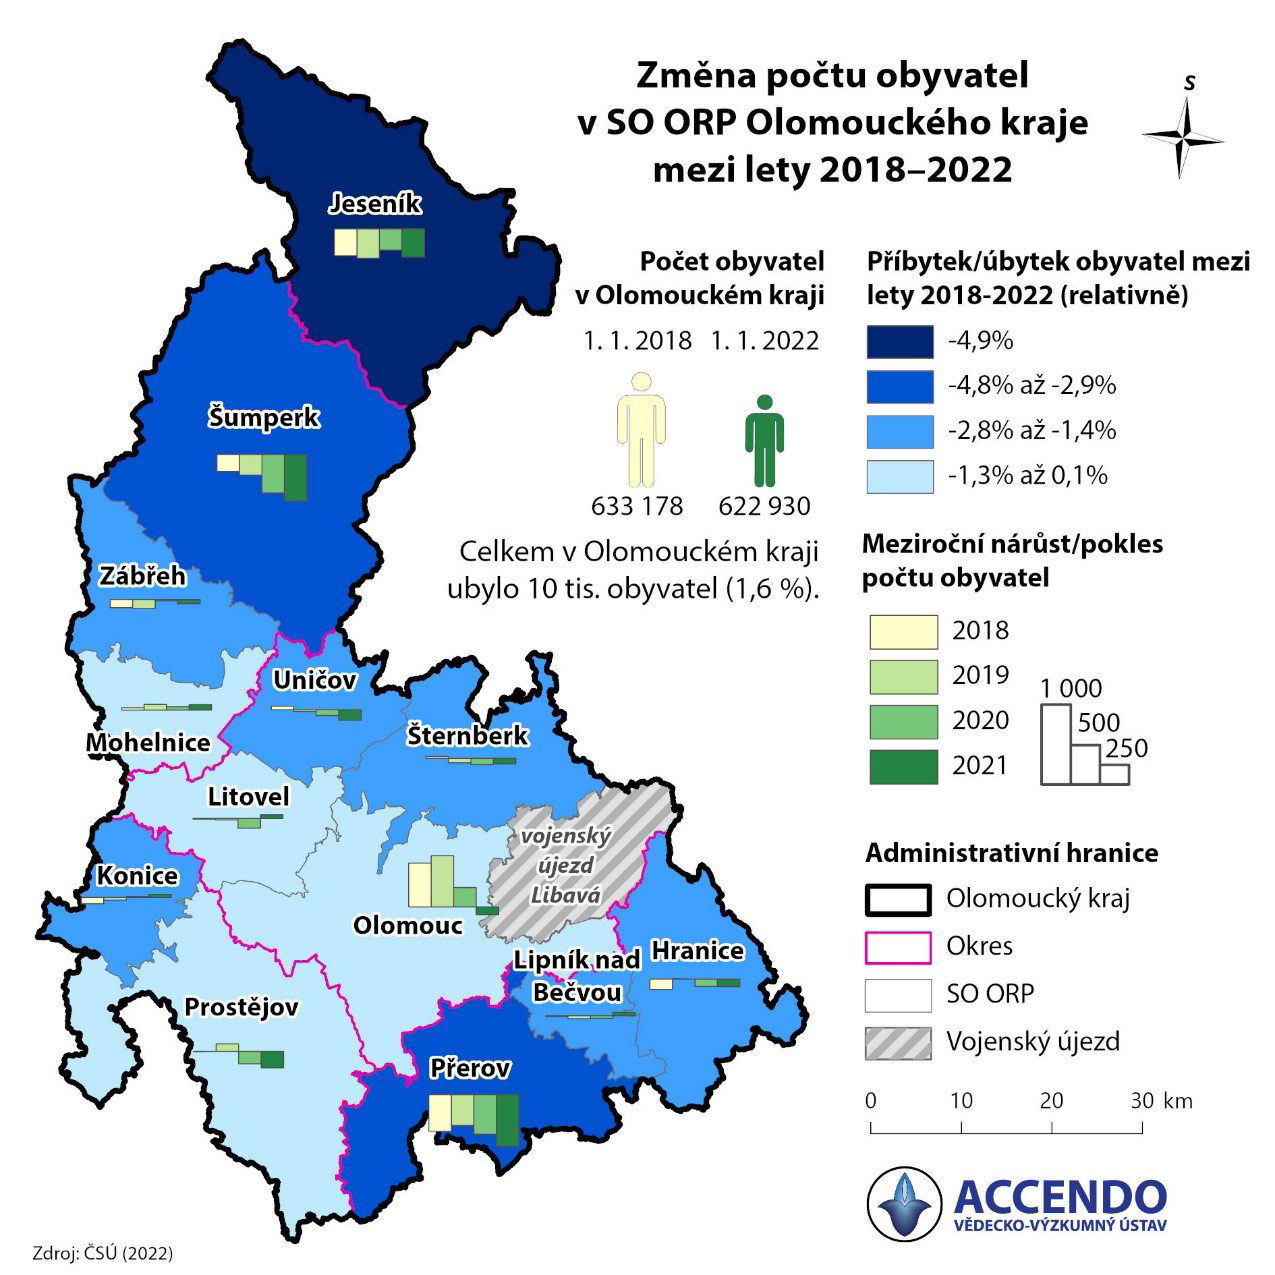 Změna počtu obyvatel
v SO ORP Olomouckého kraje
mezi lety 2018–2022
S
Počet obyvatel
v Olomouckém kraji
1. 1. 2018 1. 1. 2022
633 178 622 930
Celkem v Olomouckém kraji
ubylo 10 tis. obyvatel (1,6 %).
Příbytek/úbytek obyvatel mezi
lety 2018-2022 (relativně)
-4,9%
-4,8% až -2,9%
-2,8% až -1,4%
-1,3% až 0,1%
Meziroční nárůst/pokles
počtu obyvatel
2018
2019
2020
2021
1 000
500
250
Administrativní hranice
Olomoucký kraj
Okres
SO ORP
Vojenský újezd
0 10 20 30 km
ACCENDO
VĚDECKO-VÝZKUMNÝ ÚSTAV
Jeseník
Šumperk
Zábřeh
Uničov
Šternberk
Mohelnice
Litovel
vojenský
újezd
Libavá
Konice
Olomouc
Hranice
Lipník nad
Bečvou
Prostějov
Přerov
Zdroj: ČSÚ (2022)